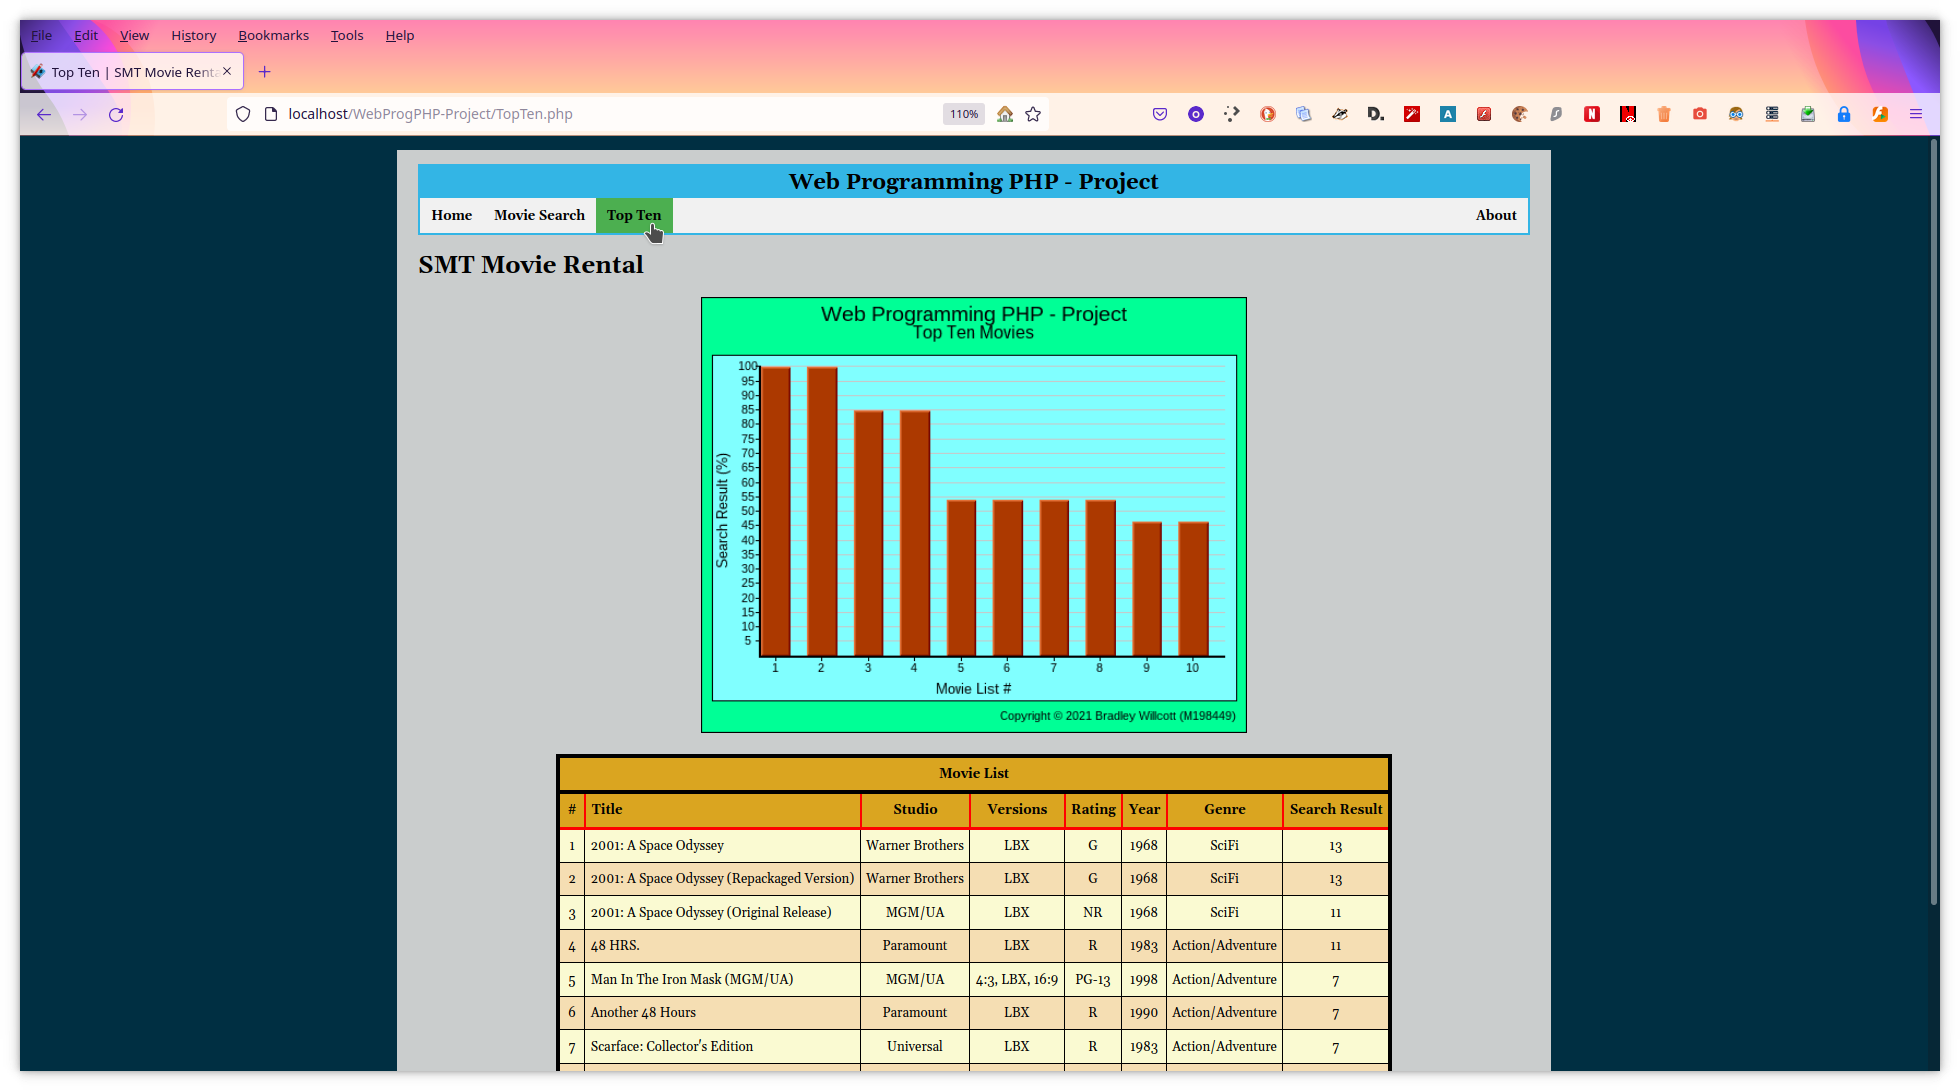 File Edit View History Bookmarks Tools Help
Top Ten | SMT Movie Renta
110%
localhost/WebProgPHP-Project/TopTen.php
Web Programming PHP - Project
Home Movie Search Top Ten About
SMT Movie Rental
Web Programming PHP - Project
Top Ten Movies
Search Result (%)
100
95
90
85
80
75
70
65
60
55
50
45
40
35
30
25
20
15
10
5
1 2 3 4 5 6 7 8 9 10
Movie List #
Copyright © 2021 Bradley Willcott (M198449)
Movie List
# Title Studio Versions Rating Year Genre Search Result
1 2001: A Space Odyssey Warner Brothers LBX G 1968 SciFi 13
2 2001: A Space Odyssey (Repackaged Version) Warner Brothers LBX G 1968 SciFi 13
3 2001: A Space Odyssey (Original Release) MGM/UA LBX NR 1968 SciFi 11
4 48 HRS. Paramount LBX R 1983 Action/Adventure 11
5 Man In The Iron Mask (MGM/UA) MGM/UA 4:3, LBX, 16:9 PG-13 1998 Action/Adventure 7
6 Another 48 Hours Paramount LBX R 1990 Action/Adventure 7
7 Scarface: Collector's Edition Universal LBX R 1983 Action/Adventure 7